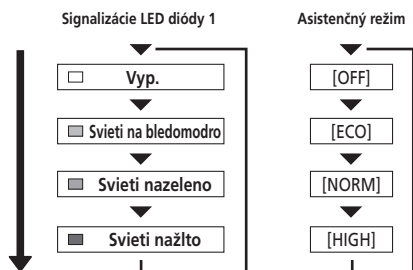 Signalizácie LED diódy 1
Asistenčný režim
Vyp.
[OFF]
Svieti na bledomodro
[ECO]
Svieti nazeleno
[NORM]
Svieti nažlto
[HIGH]